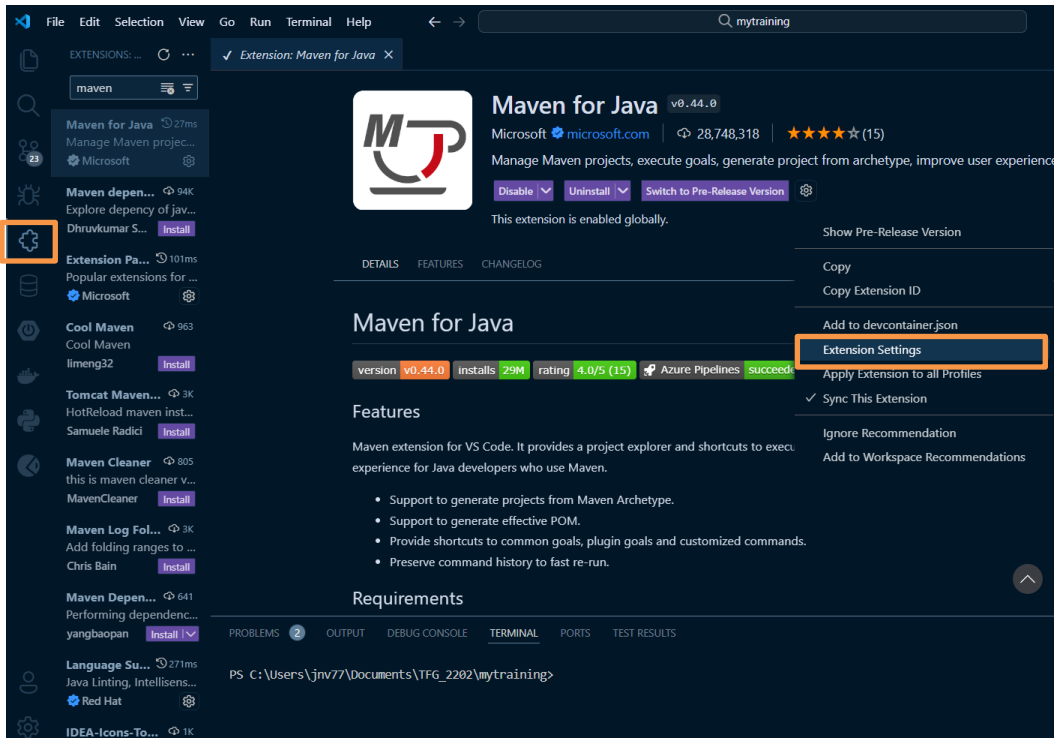 File Edit Selection View Go Run Terminal Help
mytraining
EXTENSIONS: ...
Extension: Maven for Java
maven
Maven for Java 27ms
Manage Maven projec...
Microsoft
23
Maven depen... 94K
Explore depency of jav...
Dhruvkumar S... Install
Extension Pa... 101ms
Popular extensions for ...
Microsoft
Cool Maven 963
Cool Maven
limeng32 Install
Tomcat Maven... 3K
HotReload maven inst...
Samuele Radici Install
Maven Cleaner 805
this is maven cleaner v...
MavenCleaner Install
Maven Log Fol... 3K
Add folding ranges to ...
Chris Bain Install
Maven Depen... 641
Performing dependenc...
yangbaopan Install
Language Su... 271ms
Java Linting, Intellisens...
Red Hat
IDEA-Icons-To... 1K
Maven for Java v0.44.0
Microsoft microsoft.com 28,748,318 (15)
Manage Maven projects, execute goals, generate project from archetype, improve user experience
Disable Uninstall Switch to Pre-Release Version
This extension is enabled globally.
DETAILS FEATURES CHANGELOG
Maven for Java
version v0.44.0 installs 29M rating 4.0/5 (15) Azure Pipelines succeede
Features
Maven extension for VS Code. It provides a project explorer and shortcuts to execu
experience for Java developers who use Maven.
• Support to generate projects from Maven Archetype.
• Support to generate effective POM.
• Provide shortcuts to common goals, plugin goals and customized commands.
• Preserve command history to fast re-run.
Requirements
Show Pre-Release Version
Copy
Copy Extension ID
Add to devcontainer.json
Extension Settings
Apply Extension to all Profiles
✓ Sync This Extension
Ignore Recommendation
Add to Workspace Recommendations
PROBLEMS 2 OUTPUT DEBUG CONSOLE TERMINAL PORTS TEST RESULTS
PS C:\Users\jnv77\Documents\TFG_2202\mytraining>